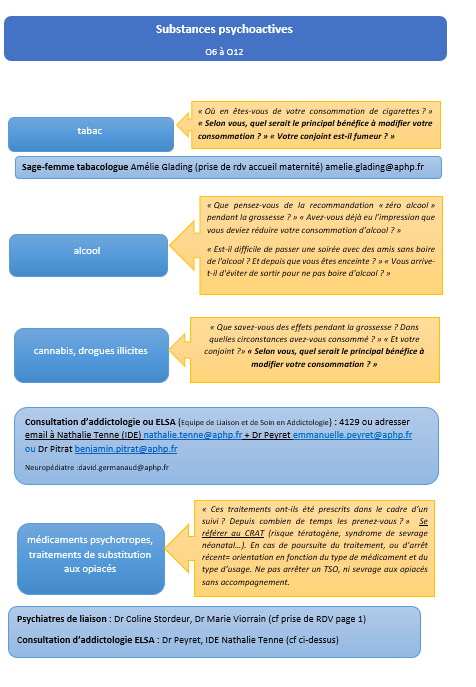 Substances psychoactives
Q6 à Q12
« Où en êtes-vous de votre consommation de cigarettes ? »
« Selon vous, quel serait le principal bénéfice à modifier votre
consommation ? » « Votre conjoint est-il fumeur ? »
tabac
Sage-femme tabacologue Amélie Glading (prise de rdv accueil maternité) amelie.glading@aphp.fr
« Que pensez-vous de la recommandation « zéro alcool »
pendant la grossesse ? » « Avez-vous déjà eu l'impression que
vous deviez réduire votre consommation d'alcool ? »
« Est-il difficile de passer une soirée avec des amis sans boire
de l'alcool ? Et depuis que vous êtes enceinte ? » « Vous arrive-
t-il d'éviter de sortir pour ne pas boire d'alcool ? »
alcool
« Que savez-vous des effets pendant la grossesse ? Dans
quelles circonstances avez-vous consommé ? » « Et votre
conjoint ?» « Selon vous, quel serait le principal bénéfice à
modifier votre consommation ? »
cannabis, drogues illicites
Consultation d'addictologie ou ELSA (Equipe de Liaison et de Soin en Addictologie) : 4129 ou adresser
email à Nathalie Tenne (IDE) nathalie.tenne@aphp.fr + Dr Peyret emmanuelle.peyret@aphp.fr
ou Dr Pitrat benjamin.pitrat@aphp.fr
Neuropédiatre :david.germanaud@aphp.fr
« Ces traitements ont-ils été prescrits dans le cadre d'un
suivi ? Depuis combien de temps les prenez-vous ? » Se
référer au CRAT (risque tératogène, syndrome de sevrage
néonatal…). En cas de poursuite du traitement, ou d'arrêt
récent= orientation en fonction du type de médicament et du
type d'usage. Ne pas arrêter un TSO, ni sevrage aux opiacés
sans accompagnement.
médicaments psychotropes,
traitements de substitution
aux opiacés
Psychiatres de liaison : Dr Coline Stordeur, Dr Marie Viorrain (cf prise de RDV page 1)
Consultation d'addictologie ELSA : Dr Peyret, IDE Nathalie Tenne (cf ci-dessus)